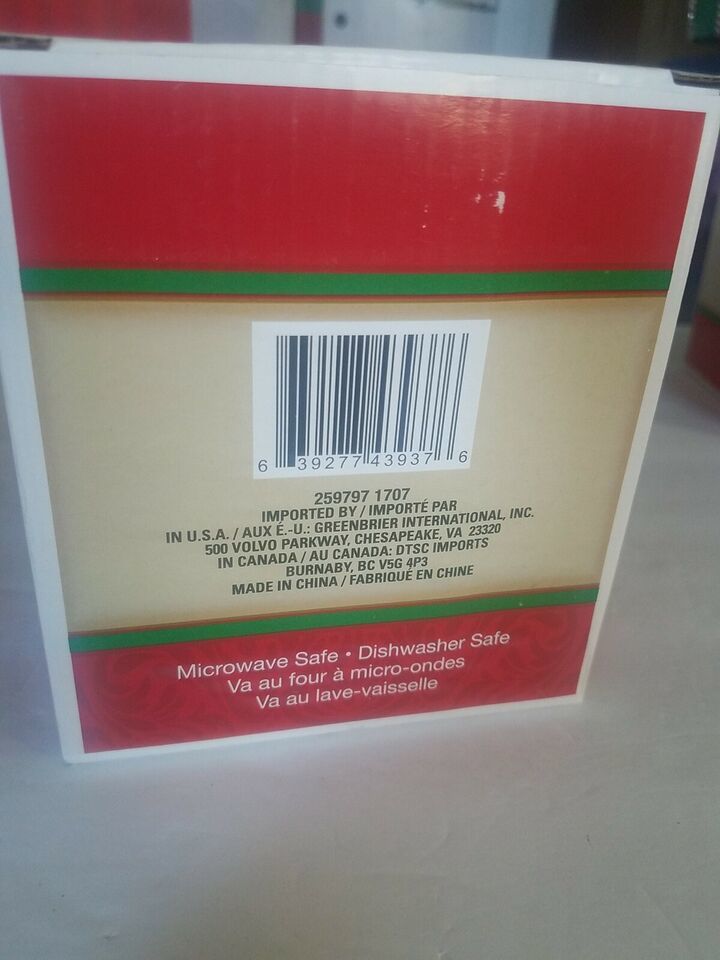 6 39277 43937 6
259797 1707
IMPORTED BY / IMPORTÉ PAR
IN U.S.A. / AUX É.-U.: GREENBRIER INTERNATIONAL, INC.
500 VOLVO PARKWAY, CHESAPEAKE, VA 23320
IN CANADA / AU CANADA: DTSC IMPORTS
BURNABY, BC V5G 4P3
MADE IN CHINA / FABRIQUÉ EN CHINE
Microwave Safe • Dishwasher Safe
Va au four à micro-ondes
Va au lave-vaisselle